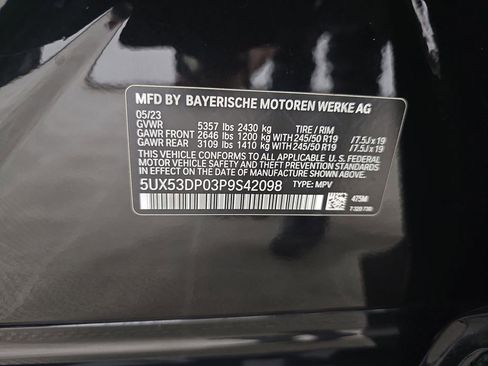 MFD BY BAYERISCHE MOTOREN WERKE AG
05/23
GVWR 5357 lbs 2430 kg TIRE / RIM
GAWR FRONT 2646 lbs 1200 kg WITH 245/50 R19 / 7.5J x 19
GAWR REAR 3109 lbs 1410 kg WITH 245/50 R19 / 7.5J x 19
THIS VEHICLE CONFORMS TO ALL APPLICABLE U.S. FEDERAL
MOTOR VEHICLE SAFETY AND THEFT PREVENTION STANDARDS
IN EFFECT ON THE DATE OF MANUFACTURE SHOWN ABOVE.
5UX53DP03P9S42098 TYPE: MPV
475M